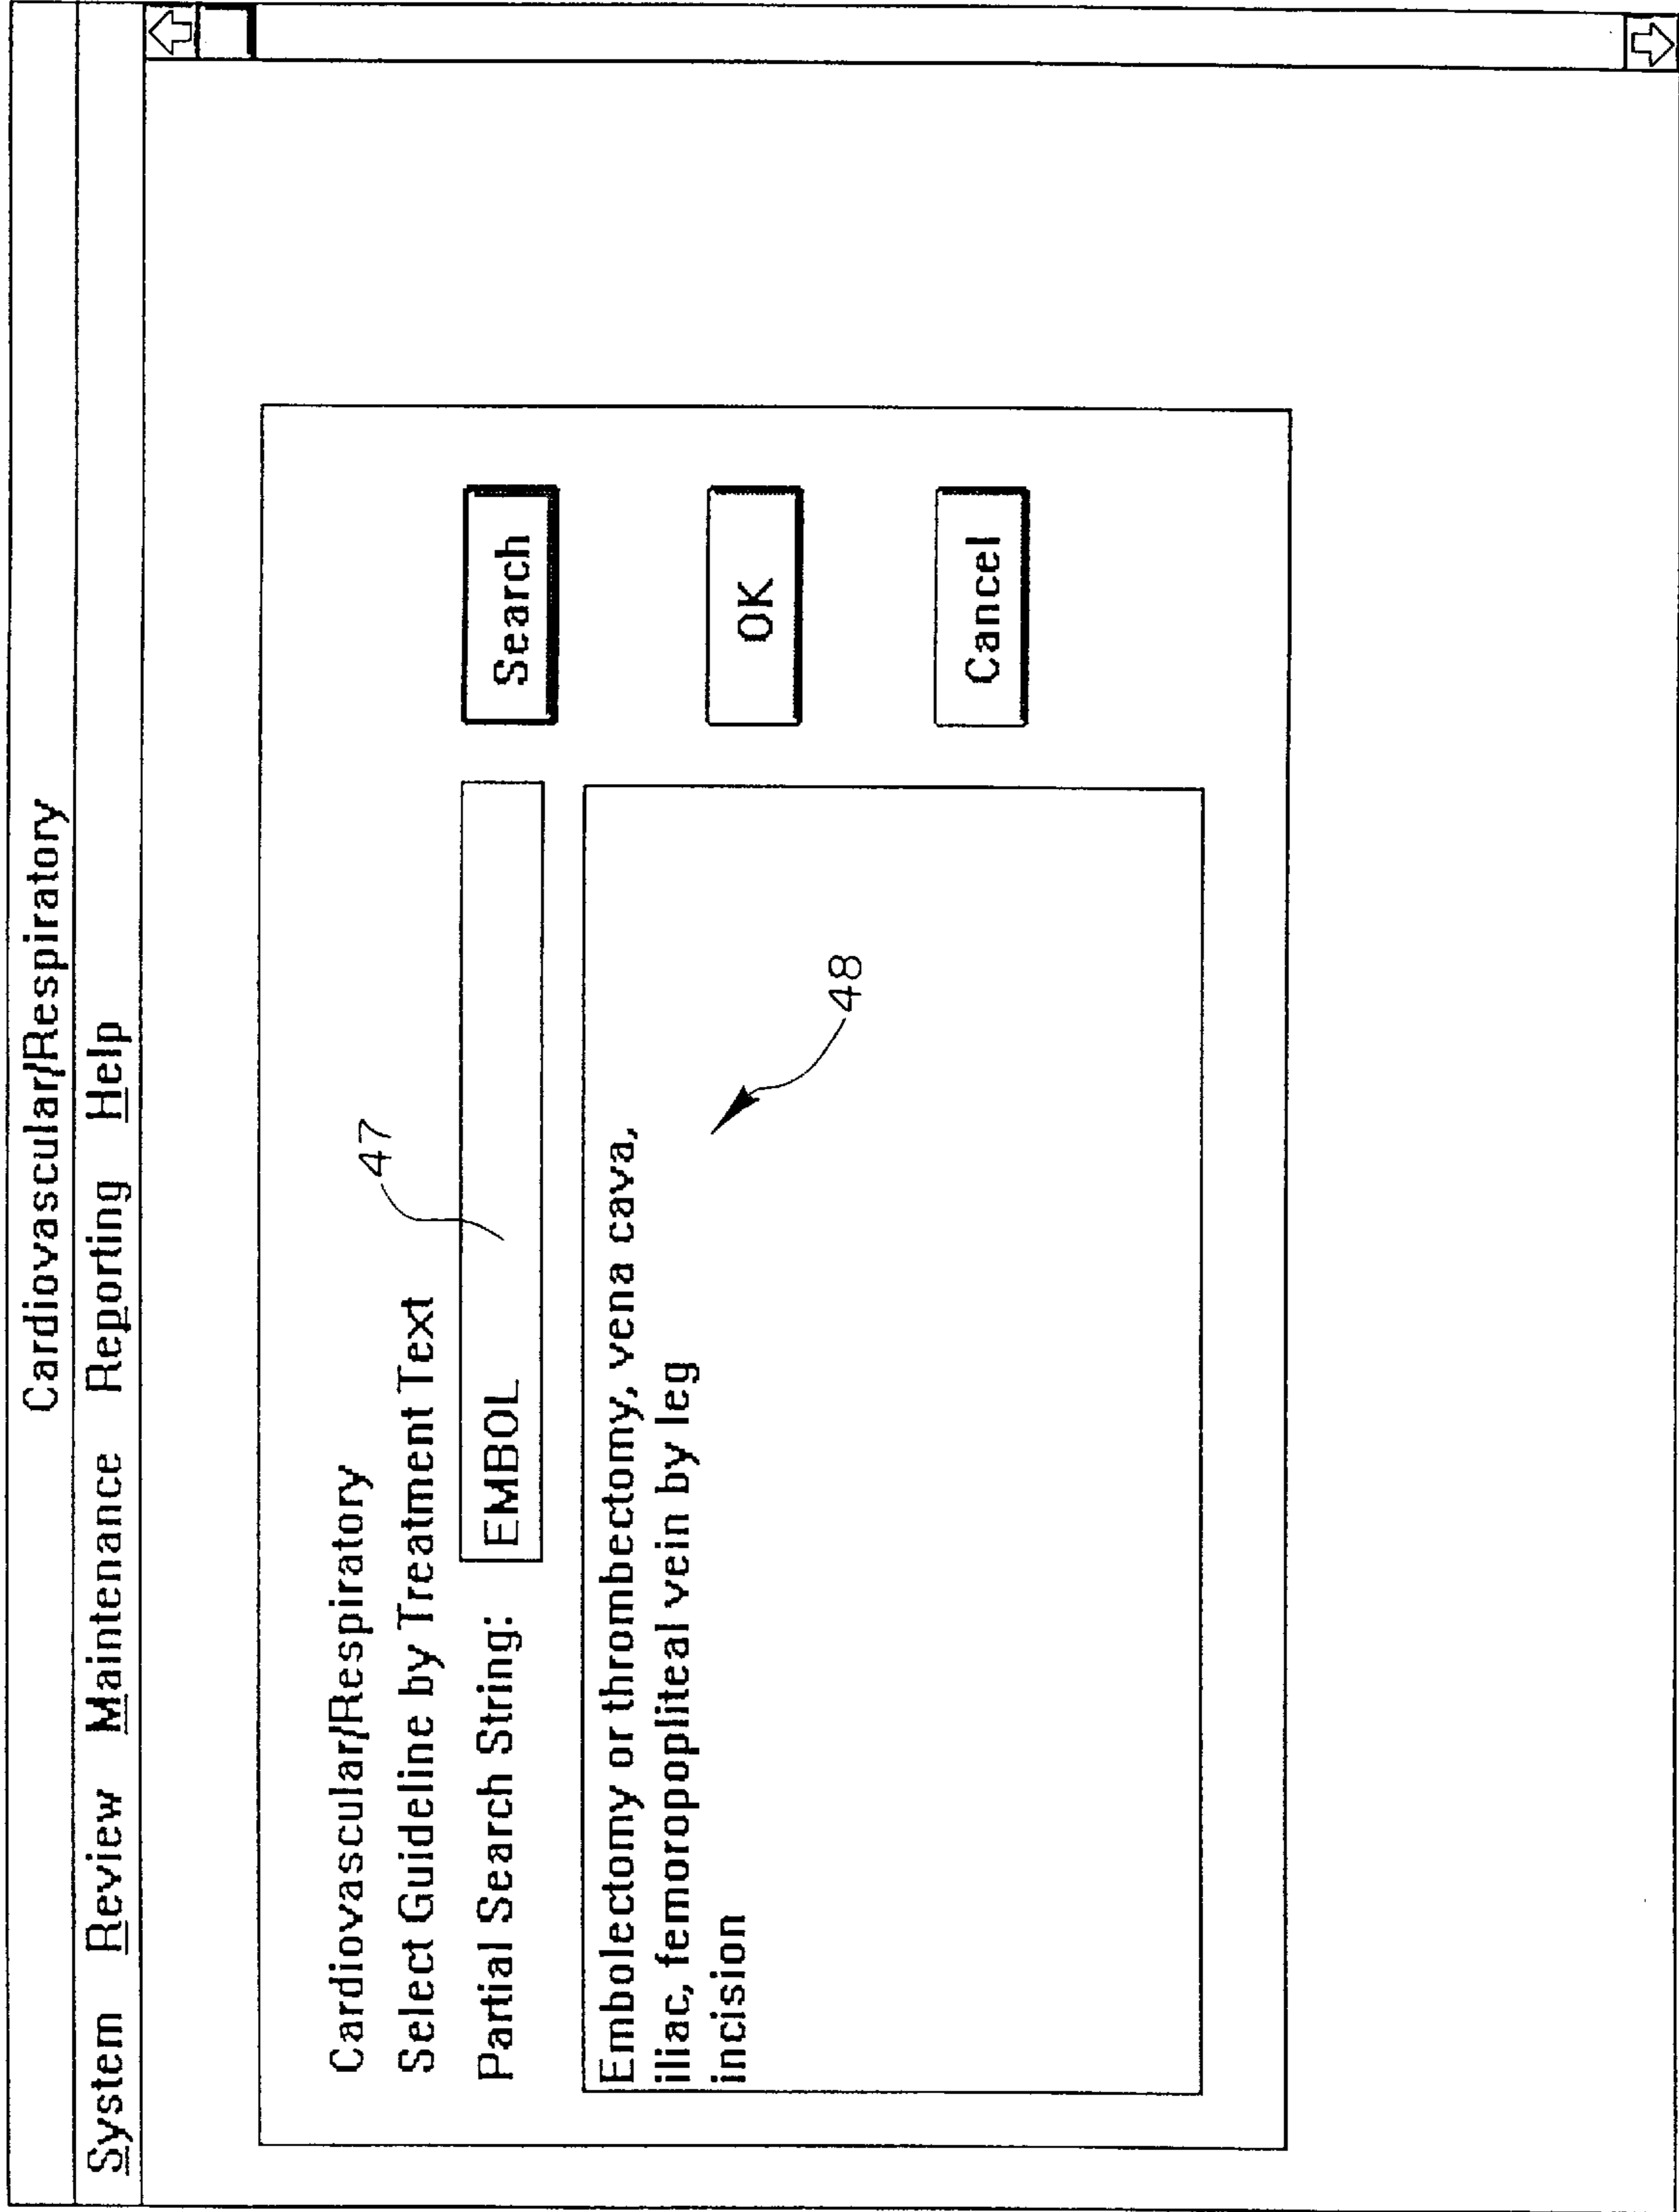 Cardiovascular/Respiratory
System Review Maintenance Reporting Help
Cardiovascular/Respiratory
Select Guideline by Treatment Text
47
Partial Search String: EMBOL
Search
Embolectomy or thrombectomy, vena cava,
iliac, femoropopliteal vein by leg
incision
48
OK
Cancel